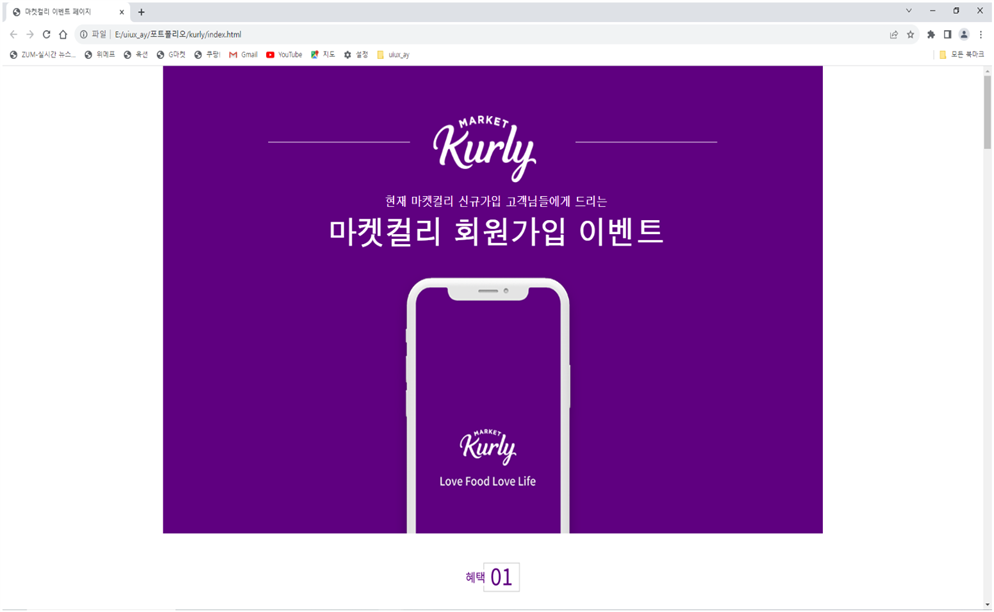 마켓컬리 이벤트 페이지
파일 E:/uiux_ay/포트폴리오/kurly/index.html
ZUM-실시간 뉴스... 위메프 옥션 G마켓 쿠팡! Gmail YouTube 지도 설정 uiux_ay 모든 북마크
MARKET
Kurly
현재 마켓컬리 신규가입 고객님들에게 드리는
마켓컬리 회원가입 이벤트
MARKET
Kurly
Love Food Love Life
혜택 01